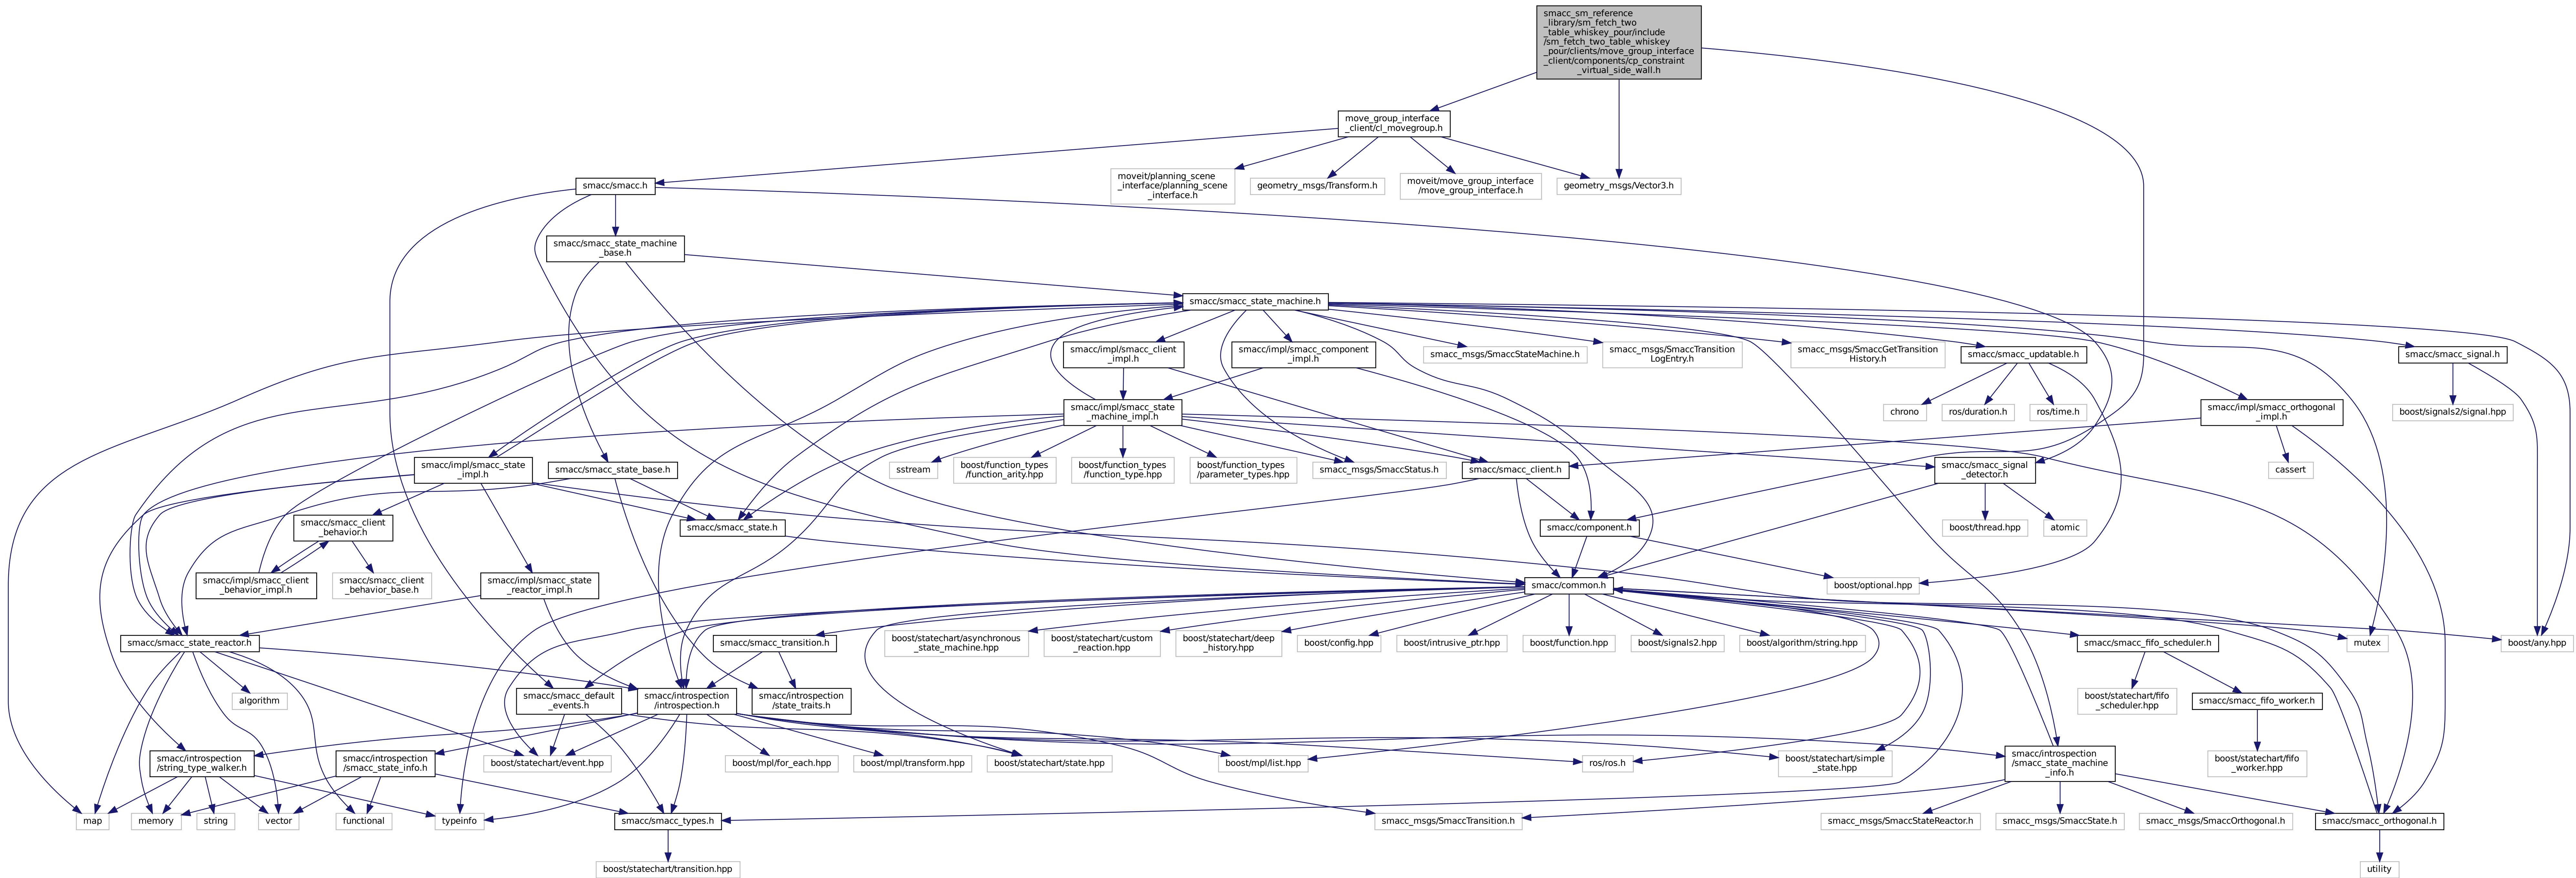 smacc_sm_reference
_library/sm_fetch_two
_table_whiskey_pour/include
/sm_fetch_two_table_whiskey
_pour/clients/move_group_interface
_client/components/cp_constraint
_virtual_side_wall.h
move_group_interface
_client/cl_movegroup.h
smacc/smacc.h
moveit/planning_scene
_interface/planning_scene
_interface.h
geometry_msgs/Transform.h
moveit/move_group_interface
/move_group_interface.h
geometry_msgs/Vector3.h
smacc/smacc_state_machine
_base.h
smacc/smacc_state_machine.h
smacc/impl/smacc_client
_impl.h
smacc/impl/smacc_component
_impl.h
smacc_msgs/SmaccStateMachine.h
smacc_msgs/SmaccTransition
LogEntry.h
smacc_msgs/SmaccGetTransition
History.h
smacc/smacc_updatable.h
smacc/smacc_signal.h
smacc/impl/smacc_state
_machine_impl.h
chrono
ros/duration.h
ros/time.h
smacc/impl/smacc_orthogonal
_impl.h
boost/signals2/signal.hpp
smacc/impl/smacc_state
_impl.h
smacc/smacc_state_base.h
sstream
boost/function_types
/function_arity.hpp
boost/function_types
/function_type.hpp
boost/function_types
/parameter_types.hpp
smacc_msgs/SmaccStatus.h
smacc/smacc_client.h
smacc/smacc_signal
_detector.h
cassert
smacc/smacc_client
_behavior.h
smacc/smacc_state.h
smacc/component.h
boost/thread.hpp
atomic
smacc/impl/smacc_client
_behavior_impl.h
smacc/smacc_client
_behavior_base.h
smacc/impl/smacc_state
_reactor_impl.h
smacc/common.h
boost/optional.hpp
smacc/smacc_state_reactor.h
smacc/smacc_transition.h
boost/statechart/asynchronous
_state_machine.hpp
boost/statechart/custom
_reaction.hpp
boost/statechart/deep
_history.hpp
boost/config.hpp
boost/intrusive_ptr.hpp
boost/function.hpp
boost/signals2.hpp
boost/algorithm/string.hpp
smacc/smacc_fifo_scheduler.h
mutex
boost/any.hpp
algorithm
smacc/smacc_default
_events.h
smacc/introspection
/introspection.h
smacc/introspection
/state_traits.h
boost/statechart/fifo
_scheduler.hpp
smacc/smacc_fifo_worker.h
smacc/introspection
/string_type_walker.h
smacc/introspection
/smacc_state_info.h
boost/statechart/event.hpp
boost/mpl/for_each.hpp
boost/mpl/transform.hpp
boost/statechart/state.hpp
boost/mpl/list.hpp
ros/ros.h
boost/statechart/simple
_state.hpp
smacc/introspection
/smacc_state_machine
_info.h
boost/statechart/fifo
_worker.hpp
map
memory
string
vector
functional
typeinfo
smacc/smacc_types.h
smacc_msgs/SmaccTransition.h
smacc_msgs/SmaccStateReactor.h
smacc_msgs/SmaccState.h
smacc_msgs/SmaccOrthogonal.h
smacc/smacc_orthogonal.h
boost/statechart/transition.hpp
utility